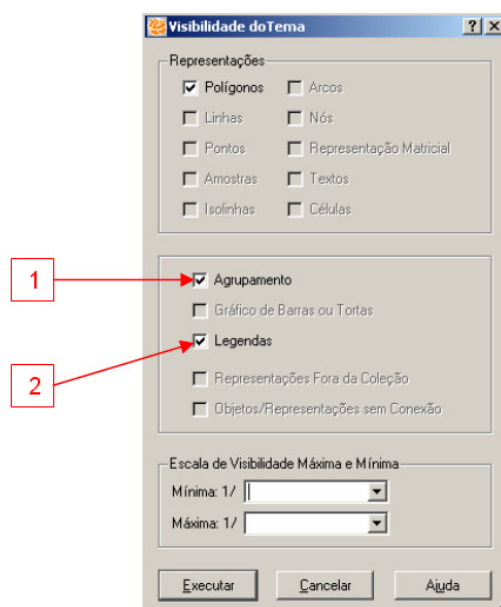 Visibilidade doTema
Representações
Polígonos Arcos
Linhas Nós
Pontos Representação Matricial
Amostras Textos
Isolinhas Células
1 Agrupamento
Gráfico de Barras ou Tortas
Legendas
2 Representações Fora da Coleção
Objetos/Representações sem Conexão
Escala de Visibilidade Máxima e Mínima
Mínima: 1/
Máxima: 1/
Executar Cancelar Ajuda